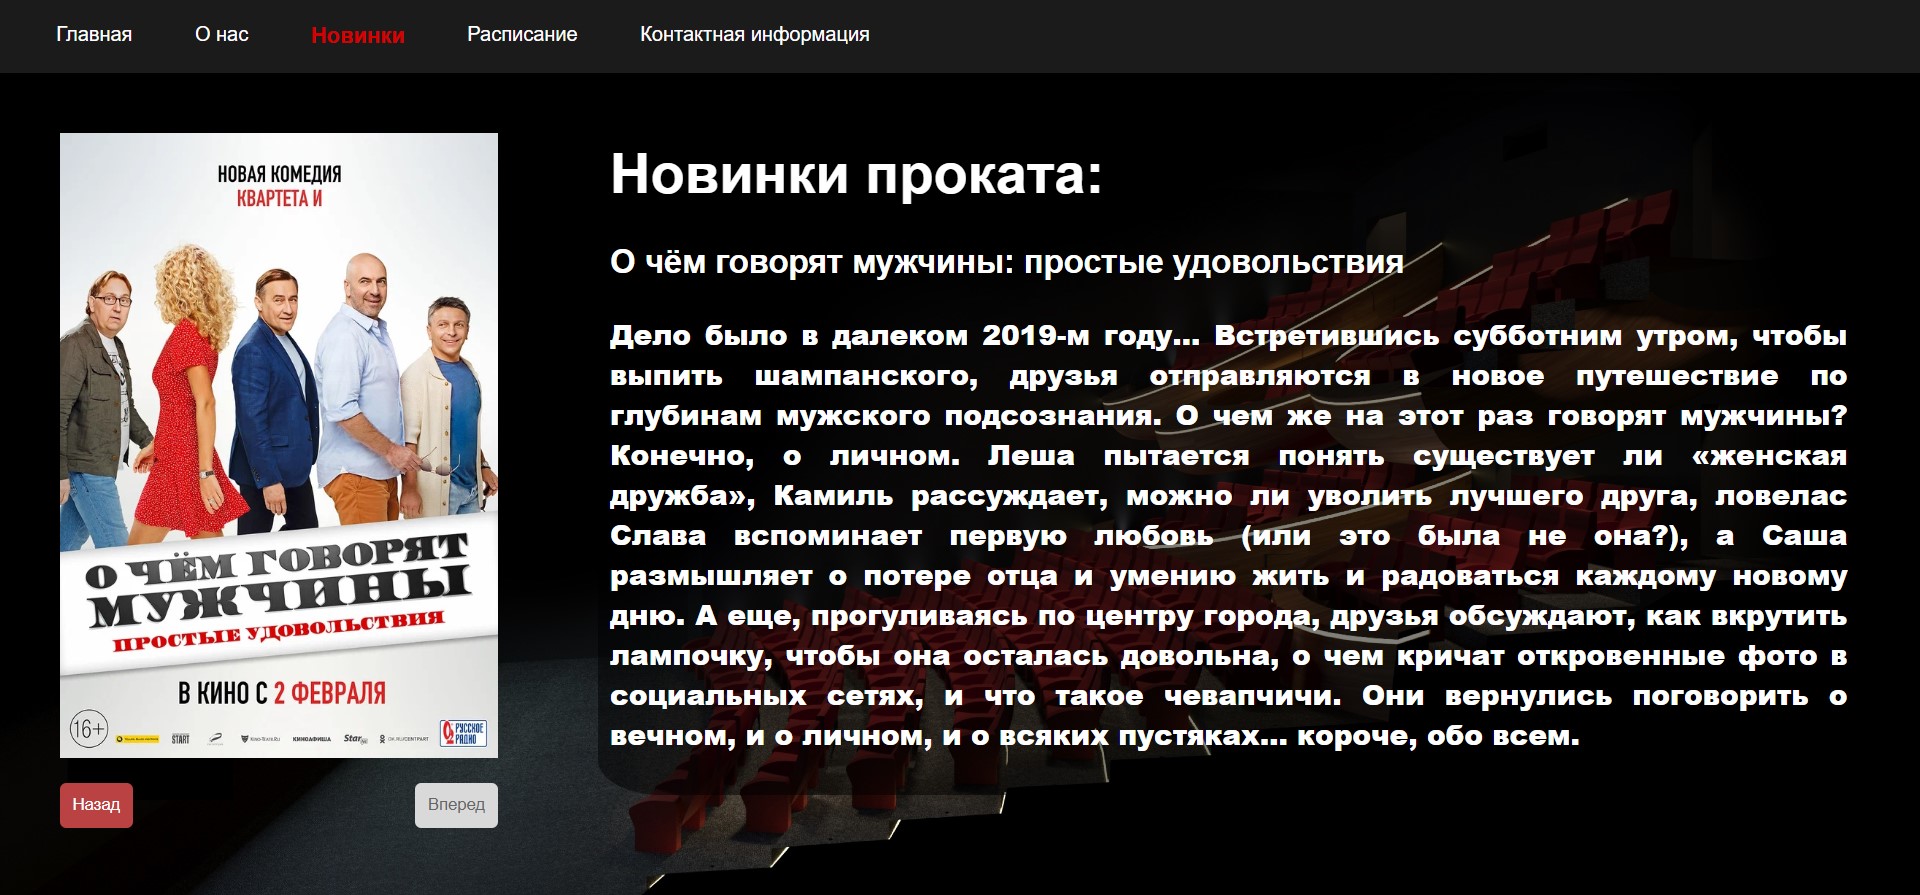 Главная
О нас
Новинки
Расписание
Контактная информация
НОВАЯ КОМЕДИЯ
КВАРТЕТА И
О ЧЁМ ГОВОРЯТ
МУЖЧИНЫ
ПРОСТЫЕ УДОВОЛЬСТВИЯ
В КИНО С 2 ФЕВРАЛЯ
16+
START
КИНОАФИША
Star
РУССКОЕ
РАДИО
Назад
Вперед
Новинки проката:
О чём говорят мужчины: простые удовольствия
Дело было в далеком 2019-м году... Встретившись субботним утром, чтобы
выпить шампанского, друзья отправляются в новое путешествие по
глубинам мужского подсознания. О чем же на этот раз говорят мужчины?
Конечно, о личном. Леша пытается понять существует ли «женская
дружба», Камиль рассуждает, можно ли уволить лучшего друга, ловелас
Слава вспоминает первую любовь (или это была не она?), а Саша
размышляет о потере отца и умению жить и радоваться каждому новому
дню. А еще, прогуливаясь по центру города, друзья обсуждают, как вкрутить
лампочку, чтобы она осталась довольна, о чем кричат откровенные фото в
социальных сетях, и что такое чевапчичи. Они вернулись поговорить о
вечном, и о личном, и о всяких пустяках... короче, обо всем.